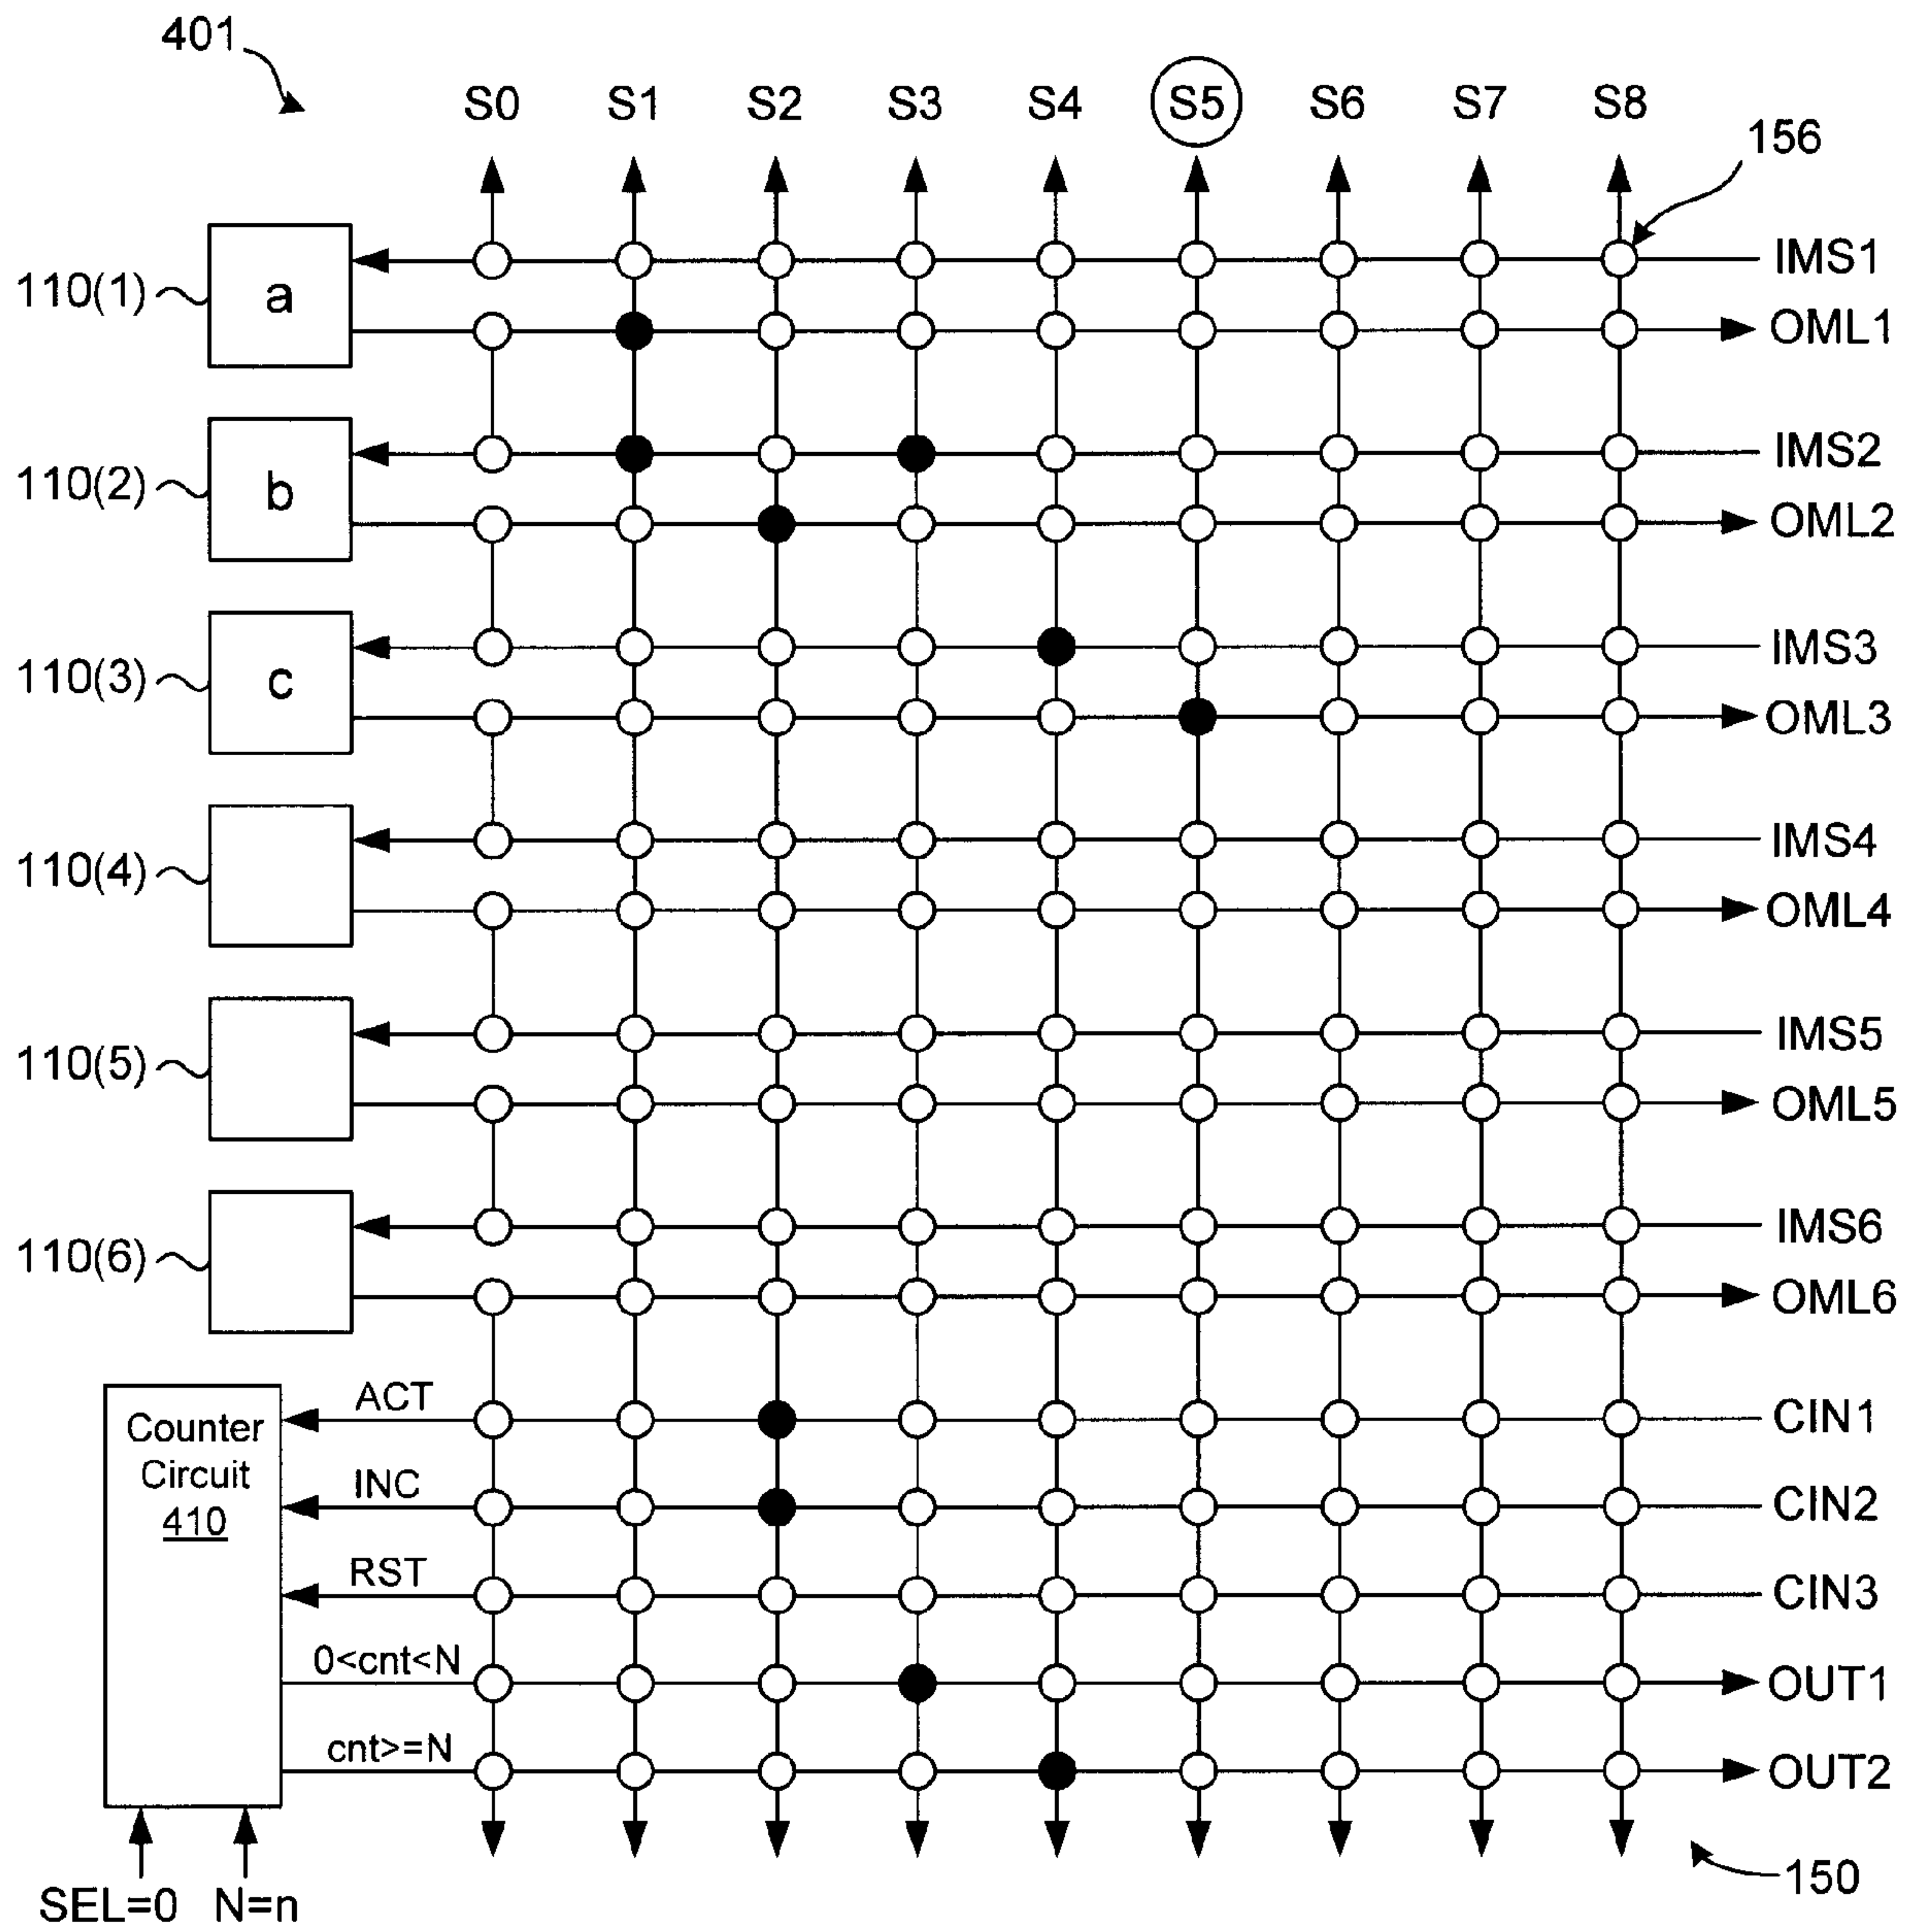 401
S0 S1 S2 S3 S4 S5 S6 S7 S8
156
110(1)
a
IMS1
OML1
110(2)
b
IMS2
OML2
110(3)
c
IMS3
OML3
110(4)
IMS4
OML4
110(5)
IMS5
OML5
110(6)
IMS6
OML6
Counter
Circuit
410
ACT
CIN1
INC
CIN2
RST
CIN3
0<cnt<N
OUT1
cnt>=N
OUT2
SEL=0 N=n
150